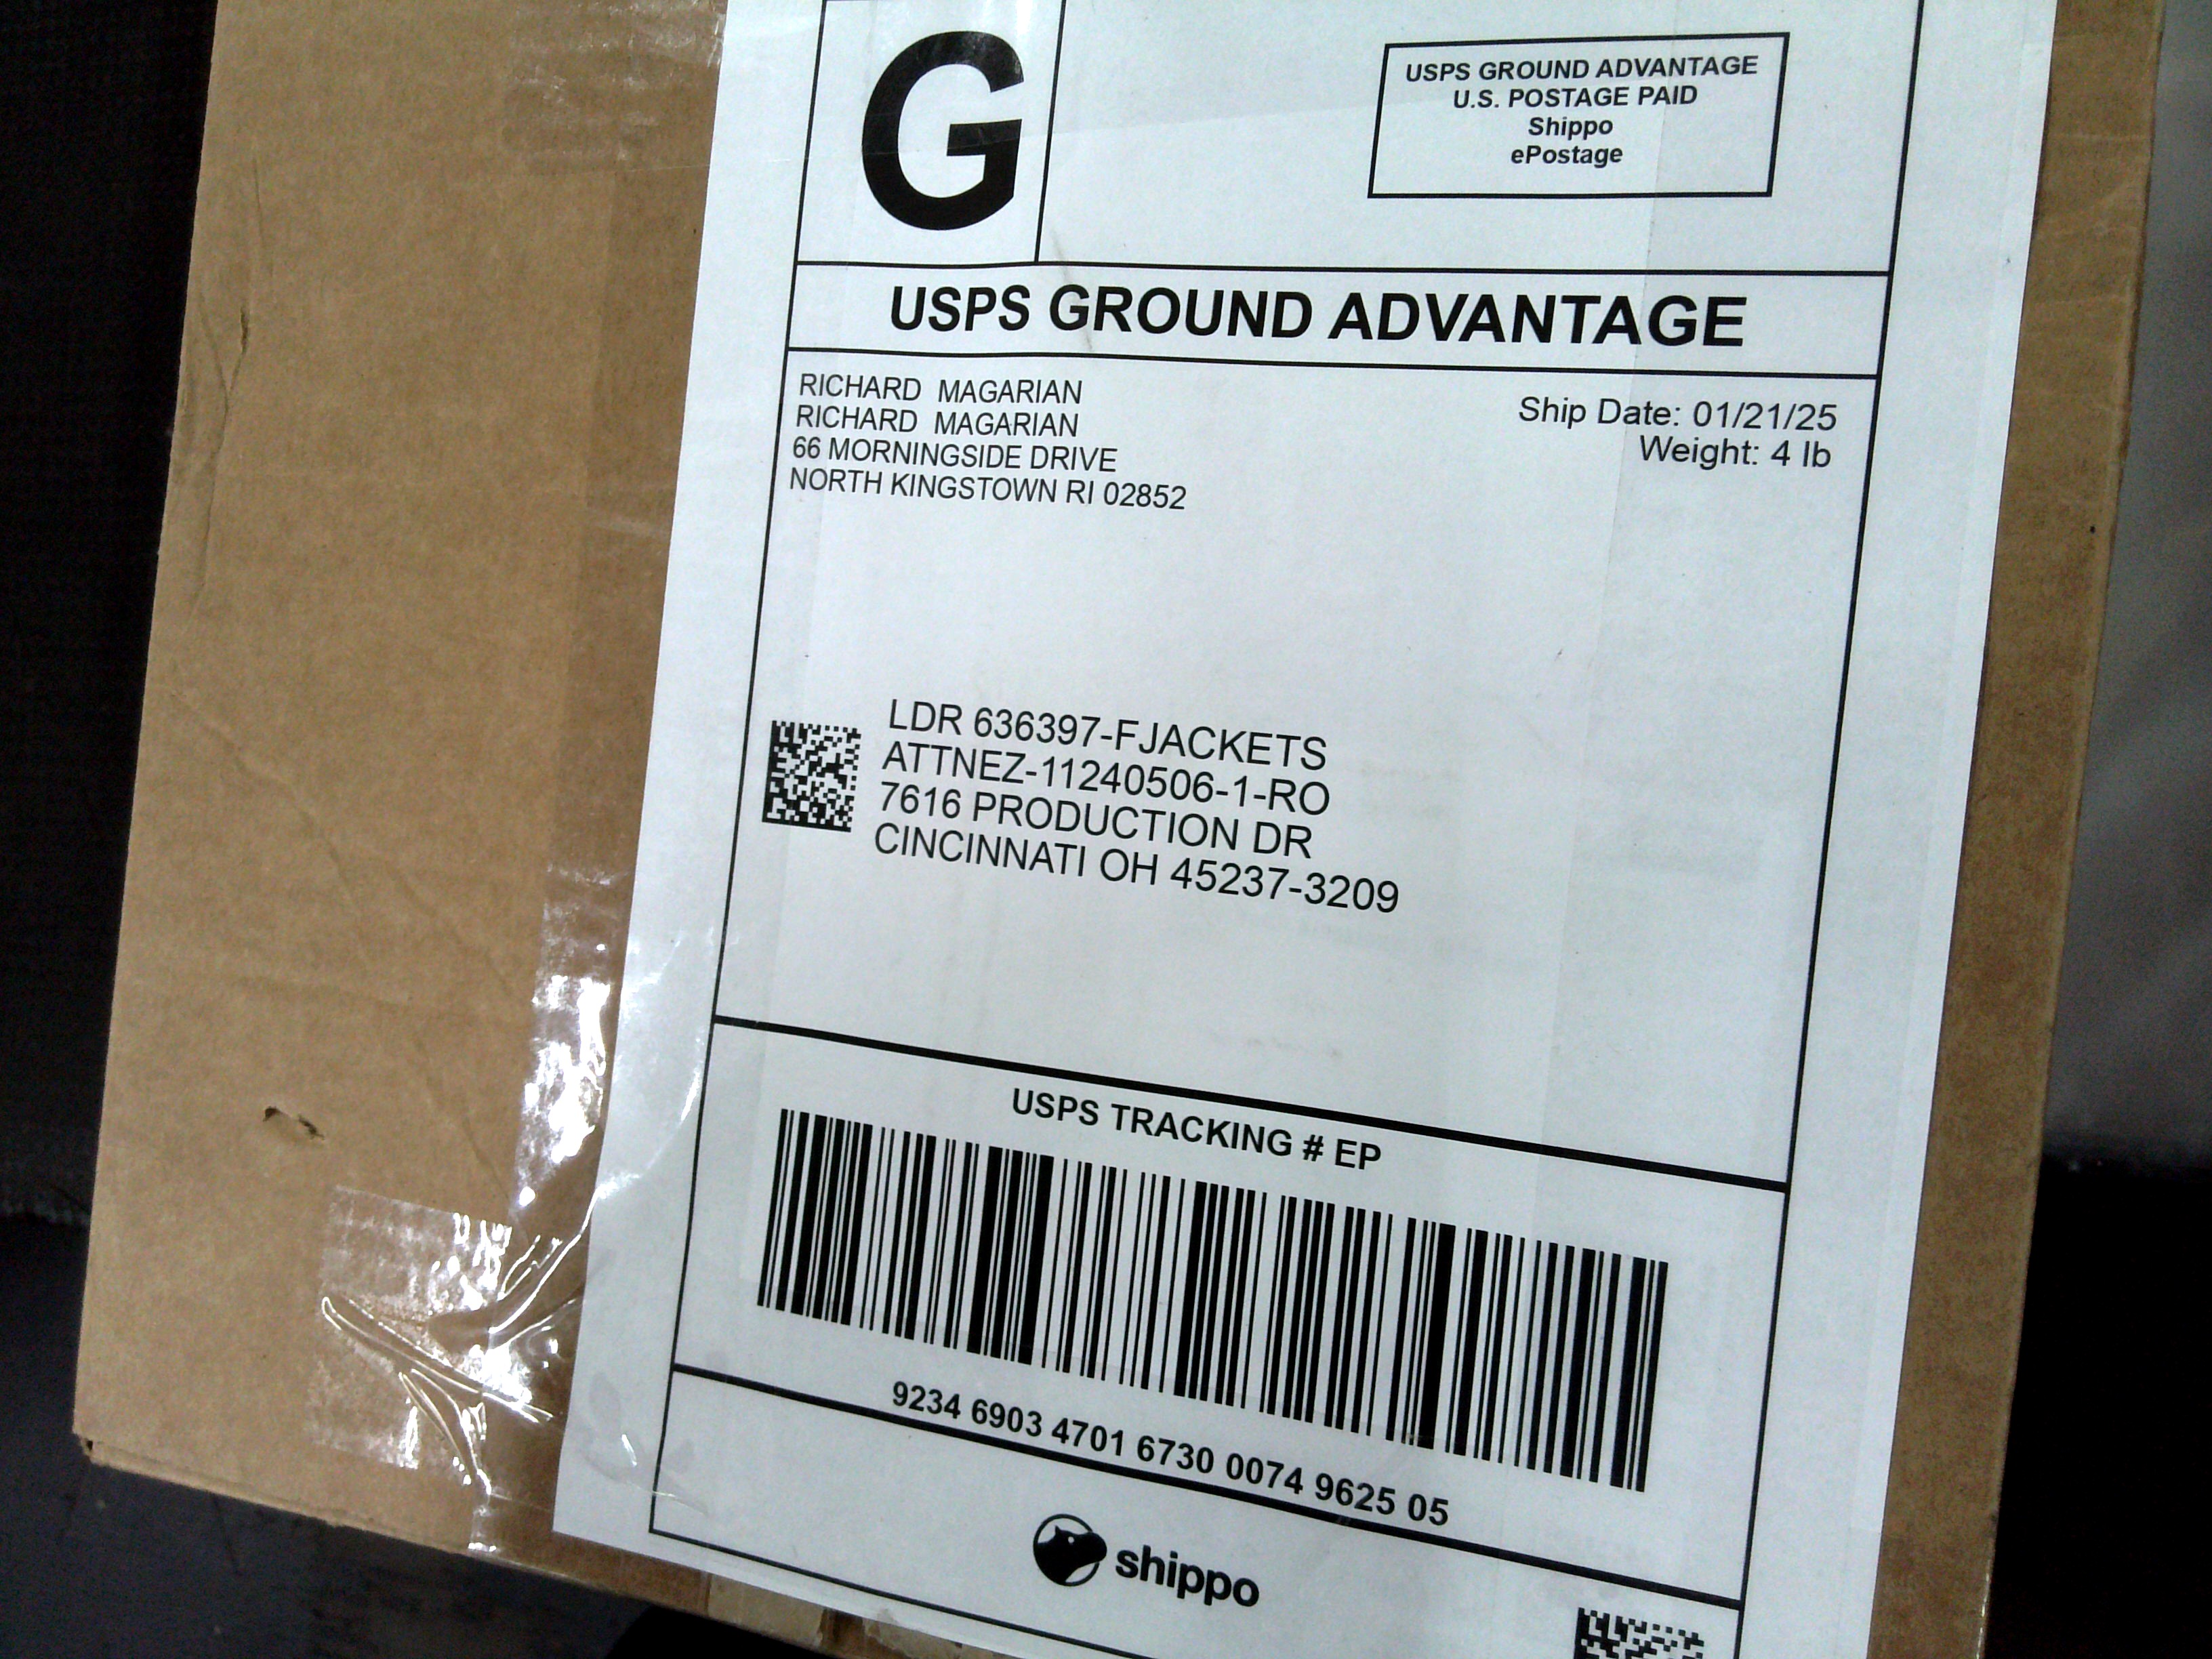 G
USPS GROUND ADVANTAGE
U.S. POSTAGE PAID
Shippo
ePostage
USPS GROUND ADVANTAGE
RICHARD MAGARIAN
RICHARD MAGARIAN
66 MORNINGSIDE DRIVE
NORTH KINGSTOWN RI 02852
Ship Date: 01/21/25
Weight: 4 lb
LDR 636397-FJACKETS
ATTNEZ-11240506-1-RO
7616 PRODUCTION DR
CINCINNATI OH 45237-3209
USPS TRACKING # EP
9234 6903 4701 6730 0074 9625 05
shippo